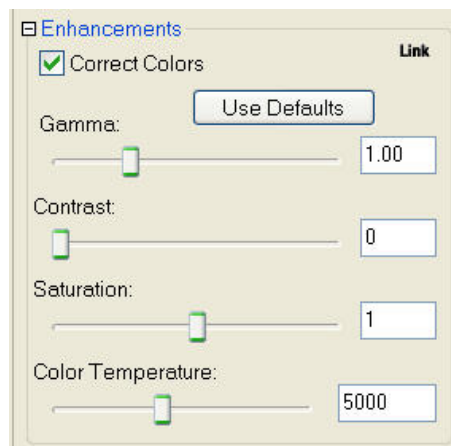 Enhancements
Correct Colors
Link
Use Defaults
Gamma:
1.00
Contrast:
0
Saturation:
1
Color Temperature:
5000